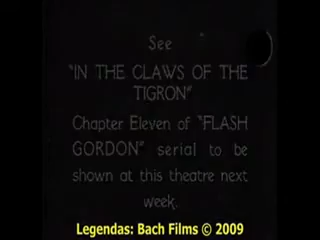 See
"IN THE CLAWS OF THE
TIGRON"
Chapter Eleven of "FLASH
GORDON" serial to be
shown at this theatre next
week.
Legendas: Bach Films © 2009